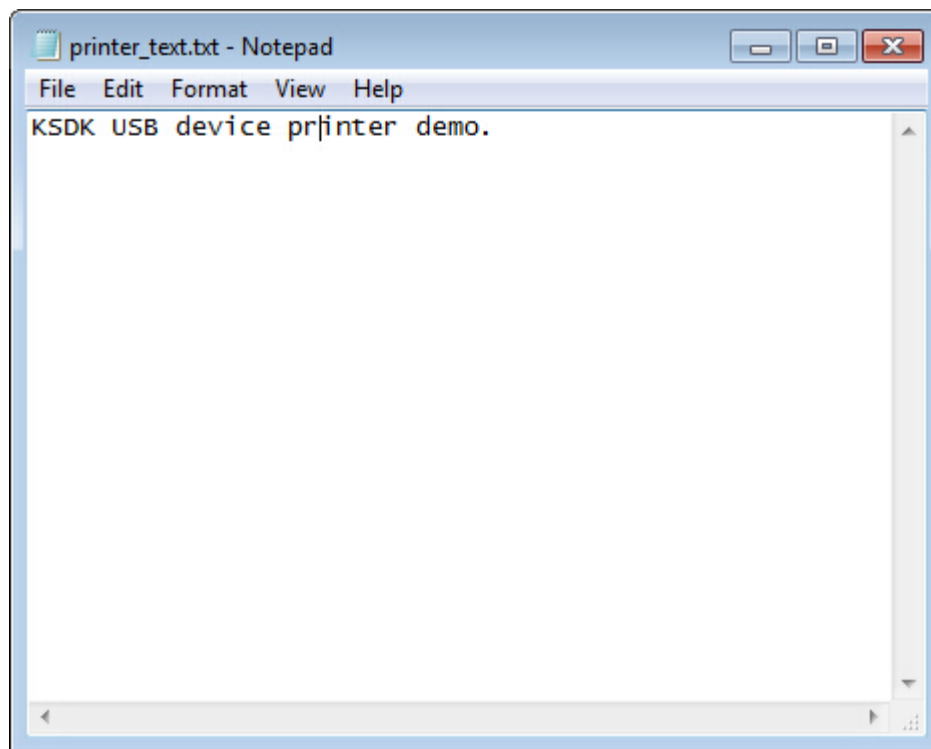 printer_text.txt - Notepad
File Edit Format View Help
KSDK USB device printer demo.